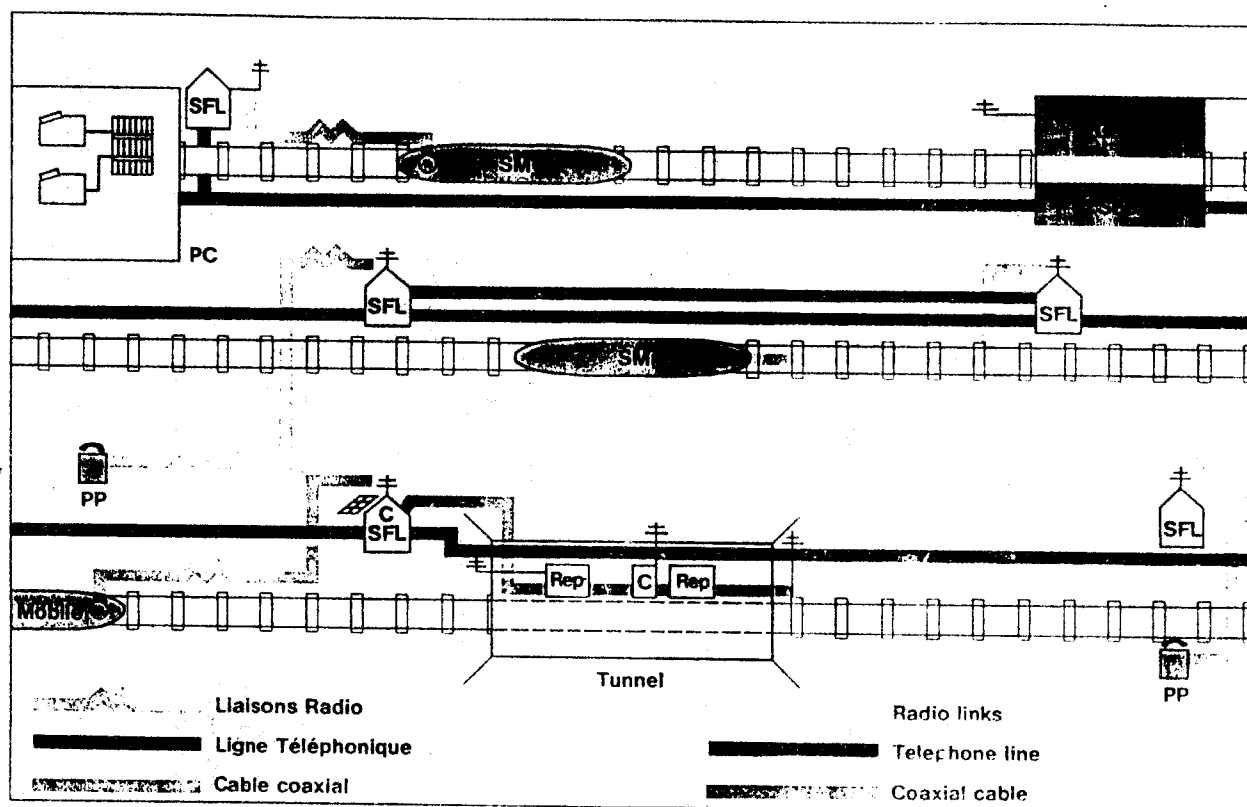 SFL
SM
PC
SFL
SFL
SM
PP
C
SFL
SFL
Rep
C
Rep
Mobile
Tunnel
PP
Liaisons Radio
Radio links
Ligne Téléphonique
Telephone line
Cable coaxial
Coaxial cable